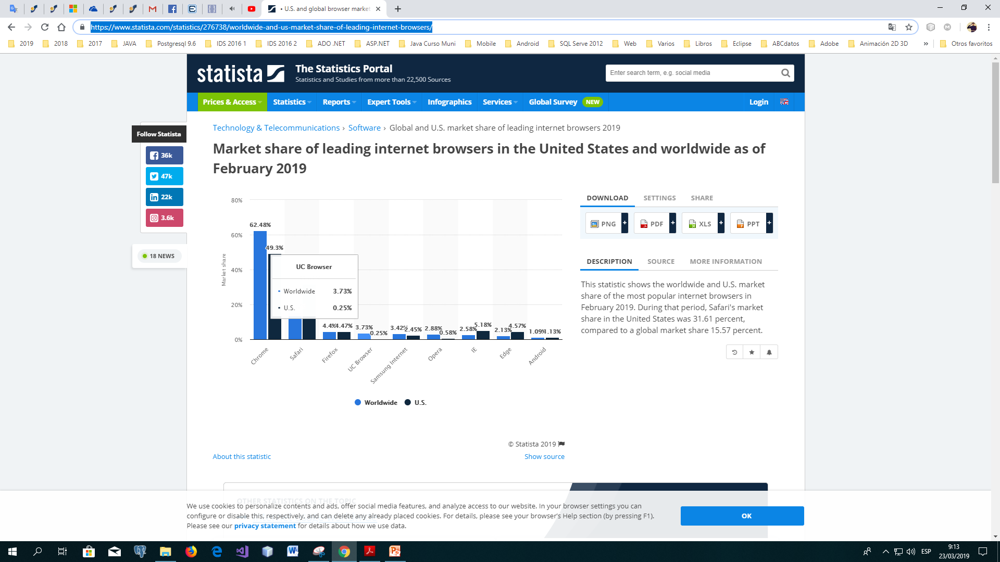 • U.S. and global browser market
https://www.statista.com/statistics/276738/worldwide-and-us-market-share-of-leading-internet-browsers/
2019 2018 2017 JAVA Postgresql 9.6 IDS 2016 1 IDS 2016 2 ADO .NET ASP.NET Java Curso Muni Mobile Android SQL Serve 2012 Web Varios Libros Eclipse ABCdatos Adobe Animación 2D 3D » Otros favoritos
statista
The Statistics Portal
Statistics and Studies from more than 22,500 Sources
Enter search term, e.g. social media
Prices & Access Statistics Reports Expert Tools Infographics Services Global Survey NEW Login
Technology & Telecommunications › Software › Global and U.S. market share of leading internet browsers 2019
Follow Statista
36k
47k
22k
3.6k
18 NEWS
Market share of leading internet browsers in the United States and worldwide as of
February 2019
Market share
80%
60%
40%
20%
0%
62.48%
49.3%
UC Browser
• Worldwide 3.73%
• U.S. 0.25%
4.4% 4.47% 3.73% 0.25% 3.42% 2.45% 2.88% 0.58% 2.58% 5.18% 2.13% 4.57% 1.09% 1.13%
Chrome Safari Firefox UC Browser Samsung Internet Opera IE Edge Android
Worldwide U.S.
© Statista 2019
About this statistic Show source
DOWNLOAD SETTINGS SHARE
PNG + PDF + XLS + PPT +
DESCRIPTION SOURCE MORE INFORMATION
This statistic shows the worldwide and U.S. market
share of the most popular internet browsers in
February 2019. During that period, Safari's market
share in the United States was 31.61 percent,
compared to a global market share 15.57 percent.
OTHER STATISTICS ON THE TOPIC
We use cookies to personalize contents and ads, offer social media features, and analyze access to our website. In your browser settings you can
configure or disable this, respectively, and can delete any already placed cookies. For details, please see your browser's Help section (by pressing F1).
Please see our privacy statement for details about how we use data.
OK
ESP
9:13
23/03/2019